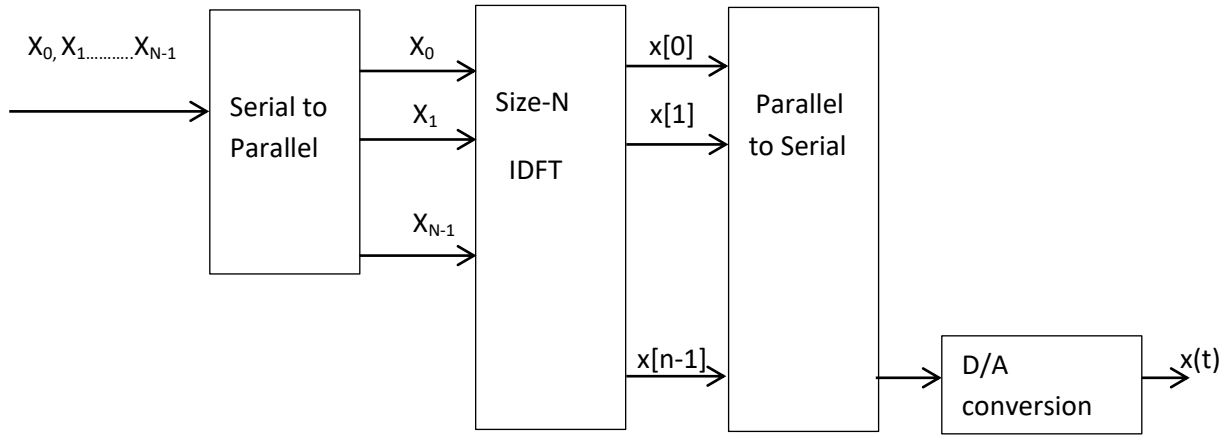 X0, X1………..XN-1
Serial to
Parallel
X0
X1
XN-1
Size-N
IDFT
x[0]
x[1]
x[n-1]
Parallel
to Serial
D/A
conversion
x(t)